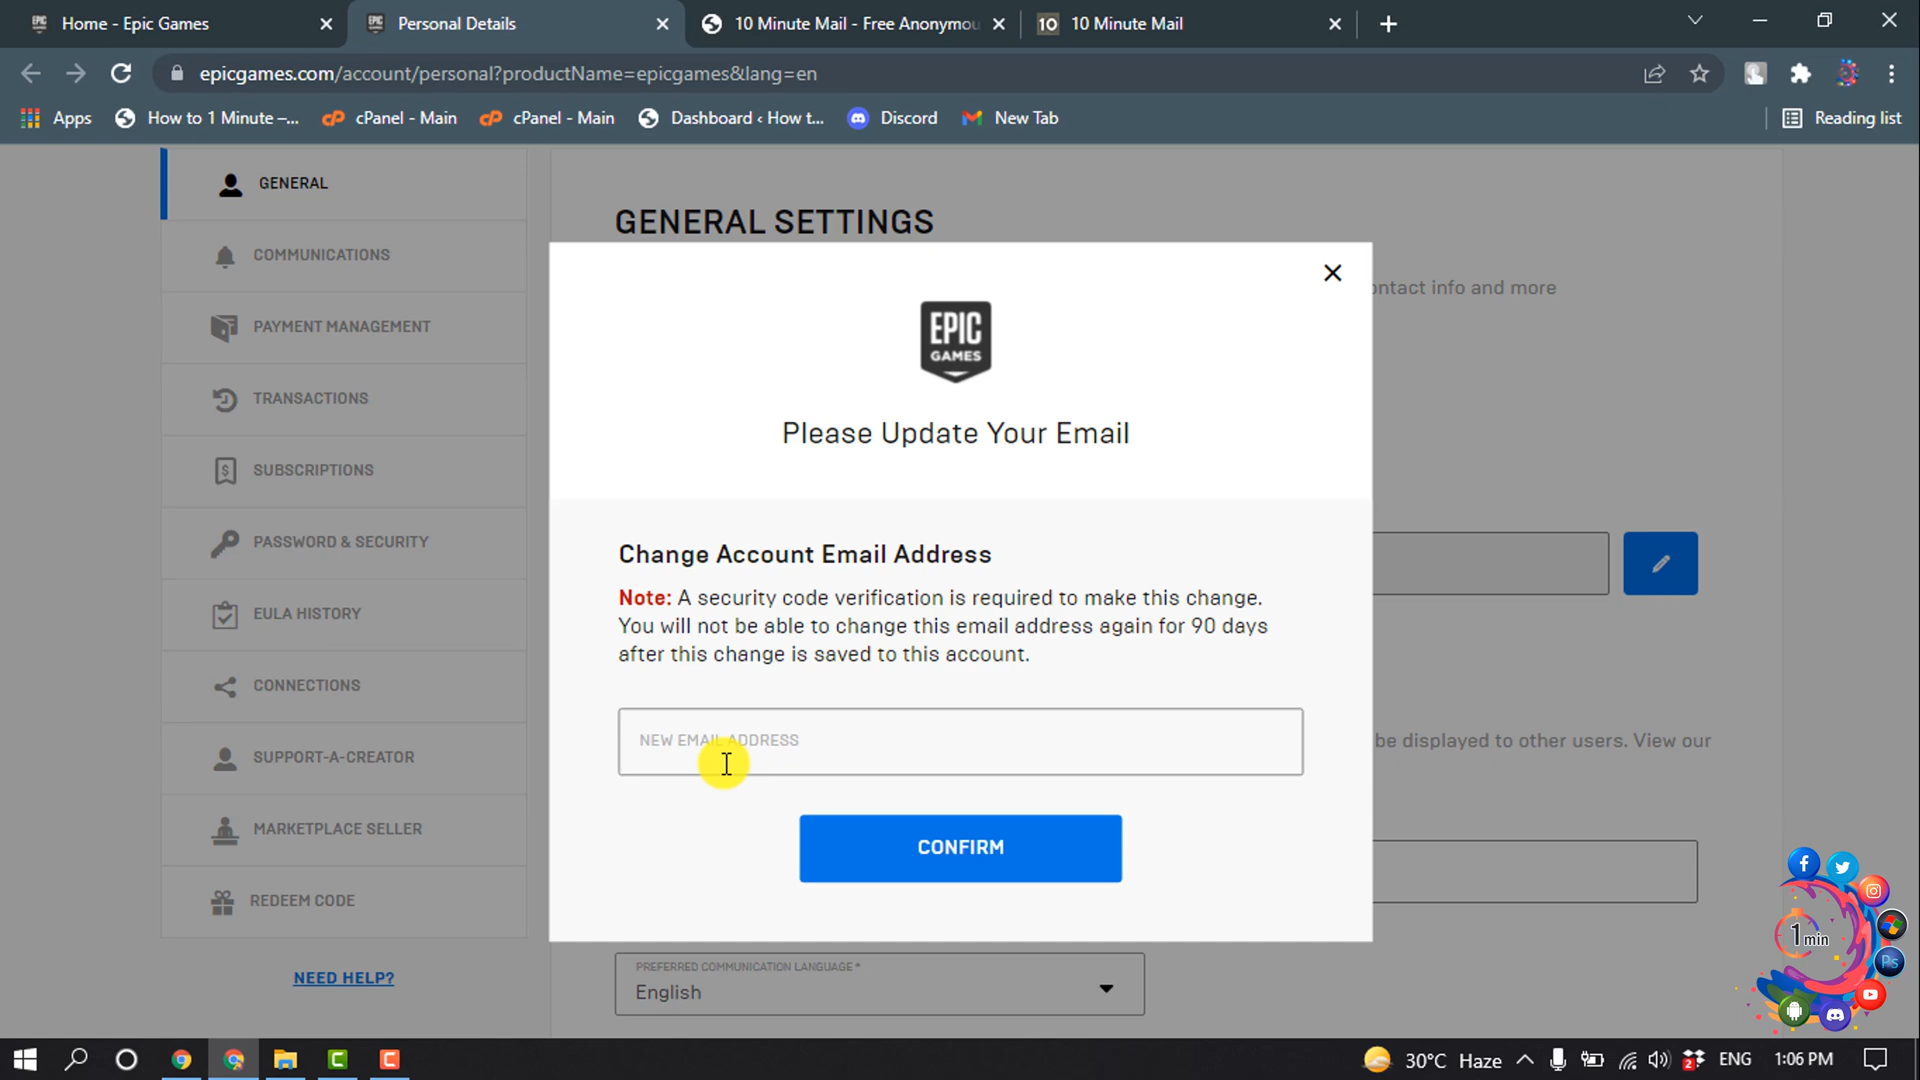 Home - Epic Games
Personal Details
10 Minute Mail - Free Anonymou
10 Minute Mail
epicgames.com/account/personal?productName=epicgames&lang=en
Apps
How to 1 Minute –...
cPanel - Main
cPanel - Main
Dashboard ‹ How t...
Discord
New Tab
Reading list
GENERAL
COMMUNICATIONS
PAYMENT MANAGEMENT
TRANSACTIONS
SUBSCRIPTIONS
PASSWORD & SECURITY
EULA HISTORY
CONNECTIONS
SUPPORT-A-CREATOR
MARKETPLACE SELLER
REDEEM CODE
NEED HELP?
GENERAL SETTINGS
ontact info and more
EPIC
GAMES
Please Update Your Email
Change Account Email Address
Note: A security code verification is required to make this change.
You will not be able to change this email address again for 90 days
after this change is saved to this account.
NEW EMAIL ADDRESS
CONFIRM
be displayed to other users. View our
PREFERRED COMMUNICATION LANGUAGE *
English
1 min
Ps
30°C Haze
ENG
1:06 PM